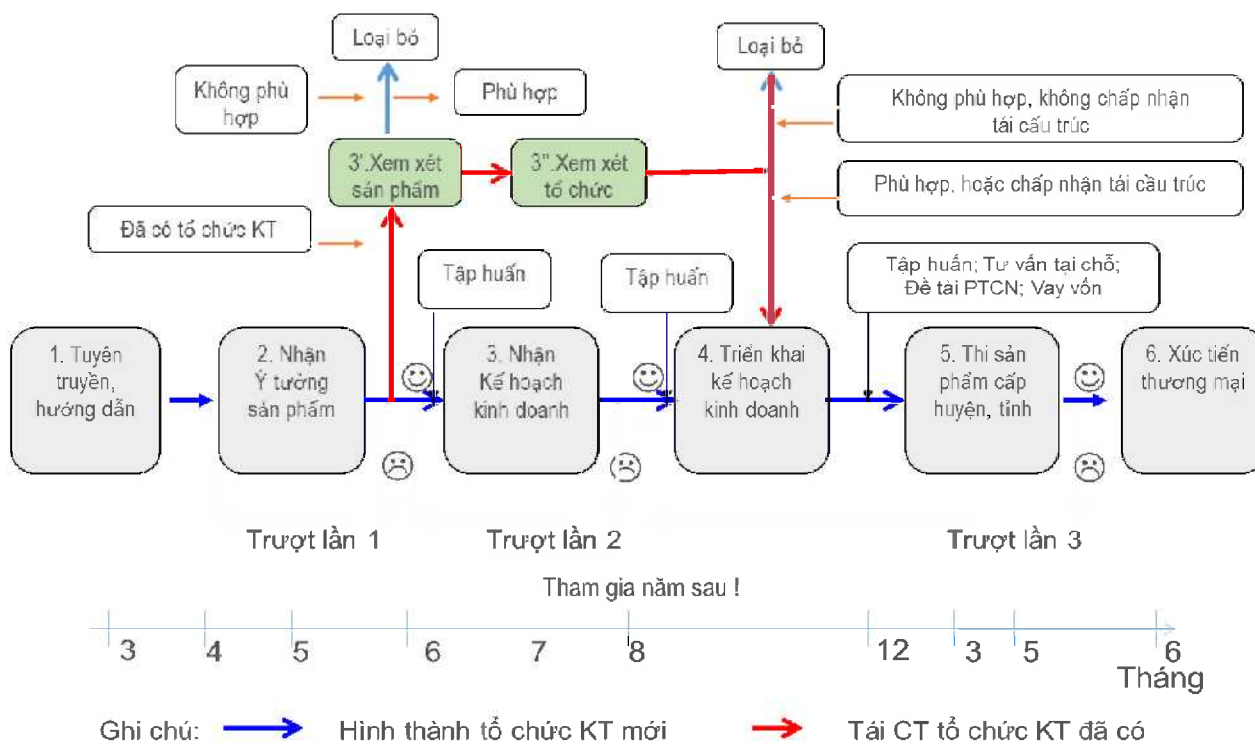 Loại bỏ
Loại bỏ
Không phù
hợp
Phù hợp
Không phù hợp, không chấp nhận
tái cấu trúc
3'.Xem xét
sản phẩm
3".Xem xét
tổ chức
Phù hợp, hoặc chấp nhận tái cầu trúc
Đã có tổ chức KT
Tập huấn
Tập huấn
Tập huấn; Tư vấn tại chỗ;
Đề tài PTCN; Vay vốn
1. Tuyên
truyền,
hướng dẫn
2. Nhận
Ý tưởng
sản phẩm
3. Nhận
Kế hoạch
kinh doanh
4. Triển khai
kế hoạch
kinh doanh
5. Thi sản
phẩm cấp
huyện, tỉnh
6. Xúc tiến
thương mại
Trượt lần 1
Trượt lần 2
Trượt lần 3
Tham gia năm sau !
3 4 5 6 7 8 12 3 5 6
Tháng
Ghi chú: Hình thành tổ chức KT mới Tái CT tổ chức KT đã có